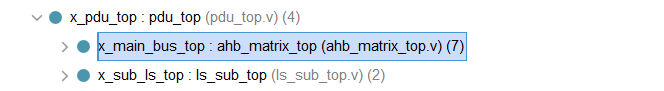 x_pdu_top : pdu_top (pdu_top.v) (4)
x_main_bus_top : ahb_matrix_top (ahb_matrix_top.v) (7)
x_sub_ls_top : ls_sub_top (ls_sub_top.v) (2)